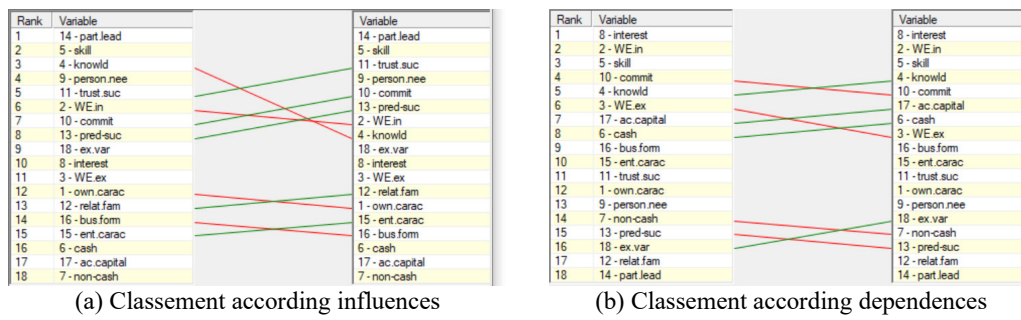 Rank Variable Variable
1 14 - part.lead 14 - part.lead
2 5 - skill 5 - skill
3 4 - knowld 11 - trust.suc
4 9 - person.nee 9 - person.nee
5 11 - trust.suc 10 - commit
6 2 - WE.in 13 - pred-suc
7 10 - commit 2 - WE.in
8 13 - pred-suc 4 - knowld
9 18 - ex.var 18 - ex.var
10 8 - interest 8 - interest
11 3 - WE.ex 3 - WE.ex
12 1 - own.carac 12 - relat.fam
13 12 - relat.fam 1 - own.carac
14 16 - bus.form 15 - ent.carac
15 15 - ent.carac 16 - bus.form
16 6 - cash 6 - cash
17 17 - ac.capital 17 - ac.capital
18 7 - non-cash 7 - non-cash
(a) Classement according influences
Rank Variable Variable
1 8 - interest 8 - interest
2 2 - WE.in 2 - WE.in
3 5 - skill 5 - skill
4 10 - commit 4 - knowld
5 4 - knowld 10 - commit
6 3 - WE.ex 17 - ac.capital
7 17 - ac.capital 6 - cash
8 6 - cash 3 - WE.ex
9 16 - bus.form 16 - bus.form
10 15 - ent.carac 15 - ent.carac
11 11 - trust.suc 11 - trust.suc
12 1 - own.carac 1 - own.carac
13 9 - person.nee 9 - person.nee
14 7 - non-cash 18 - ex.var
15 13 - pred-suc 7 - non-cash
16 18 - ex.var 13 - pred-suc
17 12 - relat.fam 12 - relat.fam
18 14 - part.lead 14 - part.lead
(b) Classement according dependences